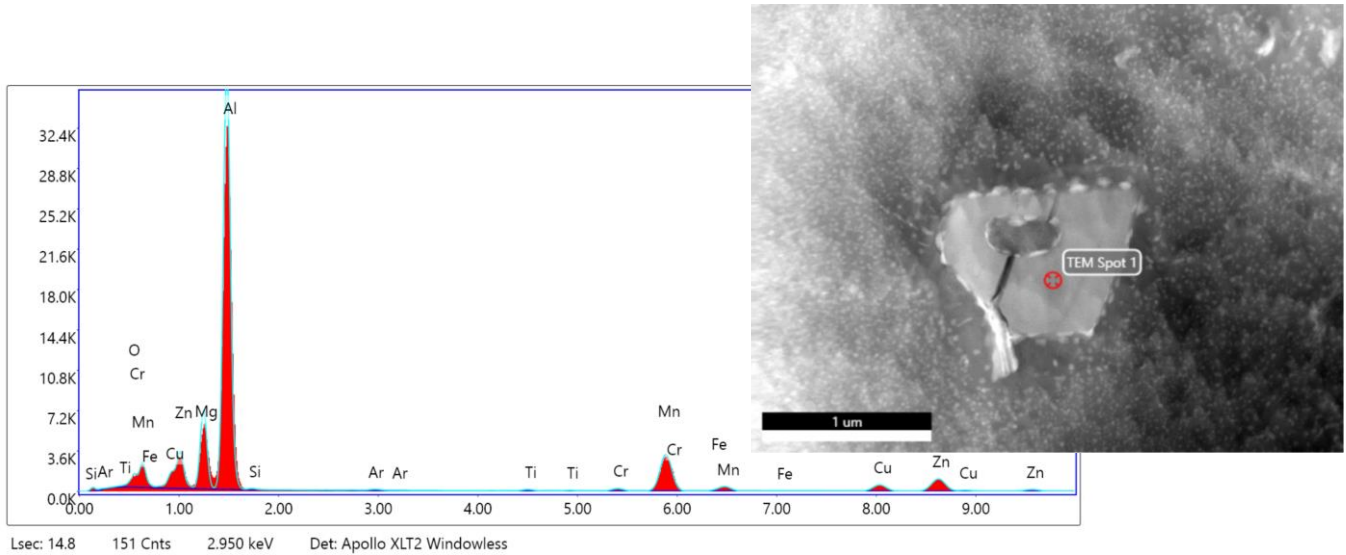 Al
32.4K
28.8K
25.2K
21.6K
18.0K
14.4K
10.8K
7.2K
3.6K
0.0K
O
Cr
Mn
Zn Mg
Fe
Cu
Si Ar Ti
Si
Ar Ar
Ti Ti
Cr
Mn
Cr
Fe
Mn
Fe
Cu
Zn
Cu
Zn
0.00 1.00 2.00 3.00 4.00 5.00 6.00 7.00 8.00 9.00
Lsec: 14.8 151 Cnts 2.950 keV Det: Apollo XLT2 Windowless
TEM Spot 1
1 um